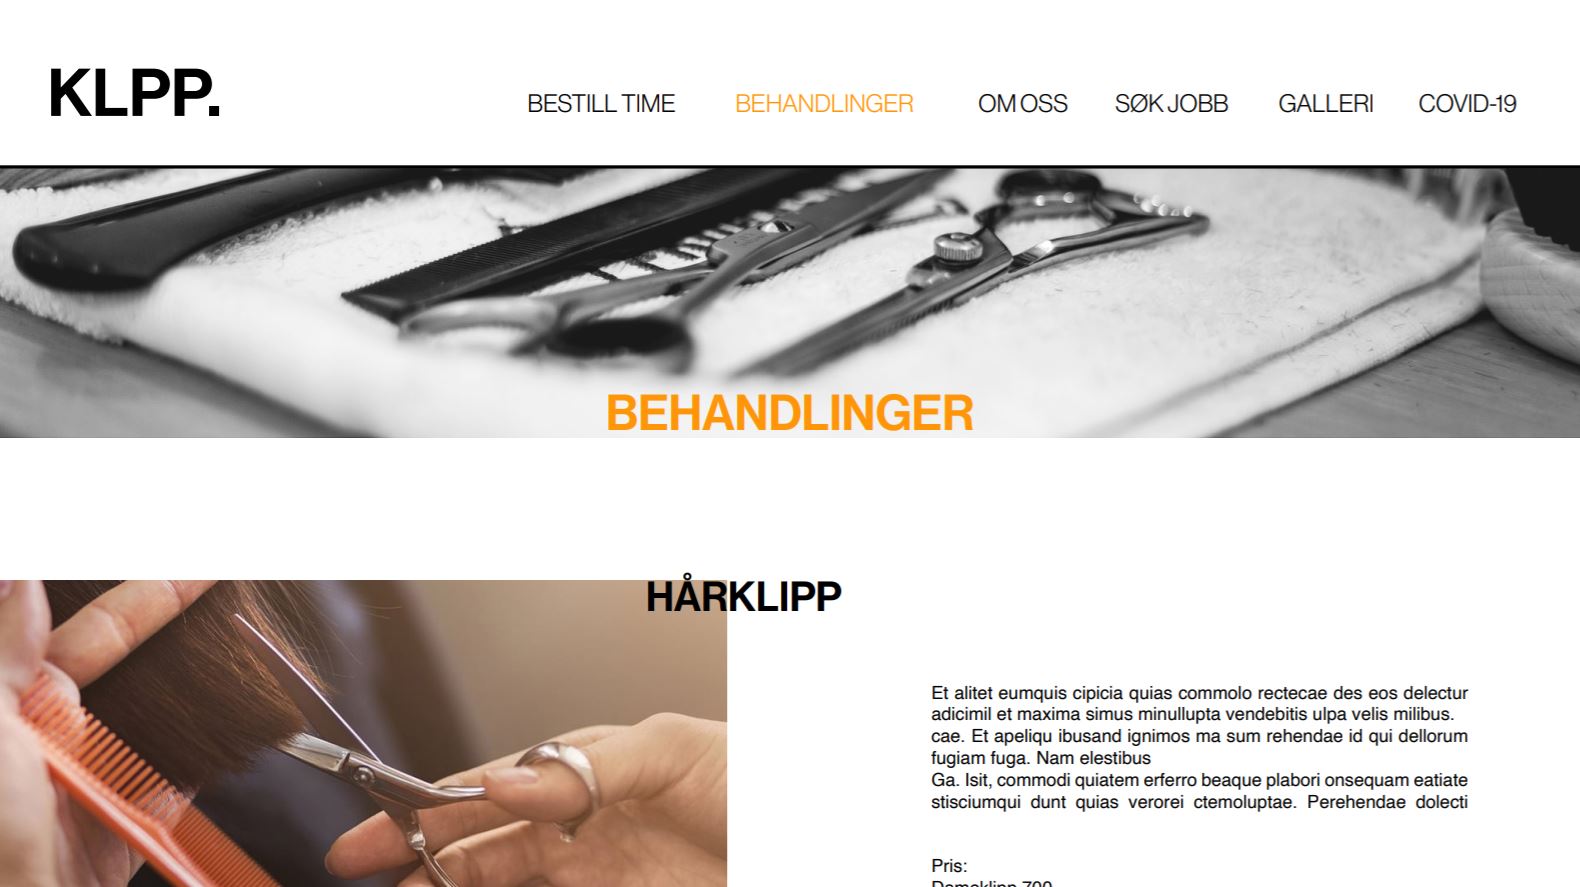 KLPP.
BESTILL TIME BEHANDLINGER OM OSS SØK JOBB GALLERI COVID-19
BEHANDLINGER
HÅRKLIPP
Et alitet eumquis cipicia quias commolo rectecae des eos delectur
adicimil et maxima simus minullupta vendebitis ulpa velis milibus.
cae. Et apeliqu ibusand ignimos ma sum rehendae id qui dellorum
fugiam fuga. Nam elestibus
Ga. Isit, commodi quiatem erferro beaque plabori onsequam eatiate
stisciumqui dunt quias verorei ctemoluptae. Perehendae dolecti
Pris: